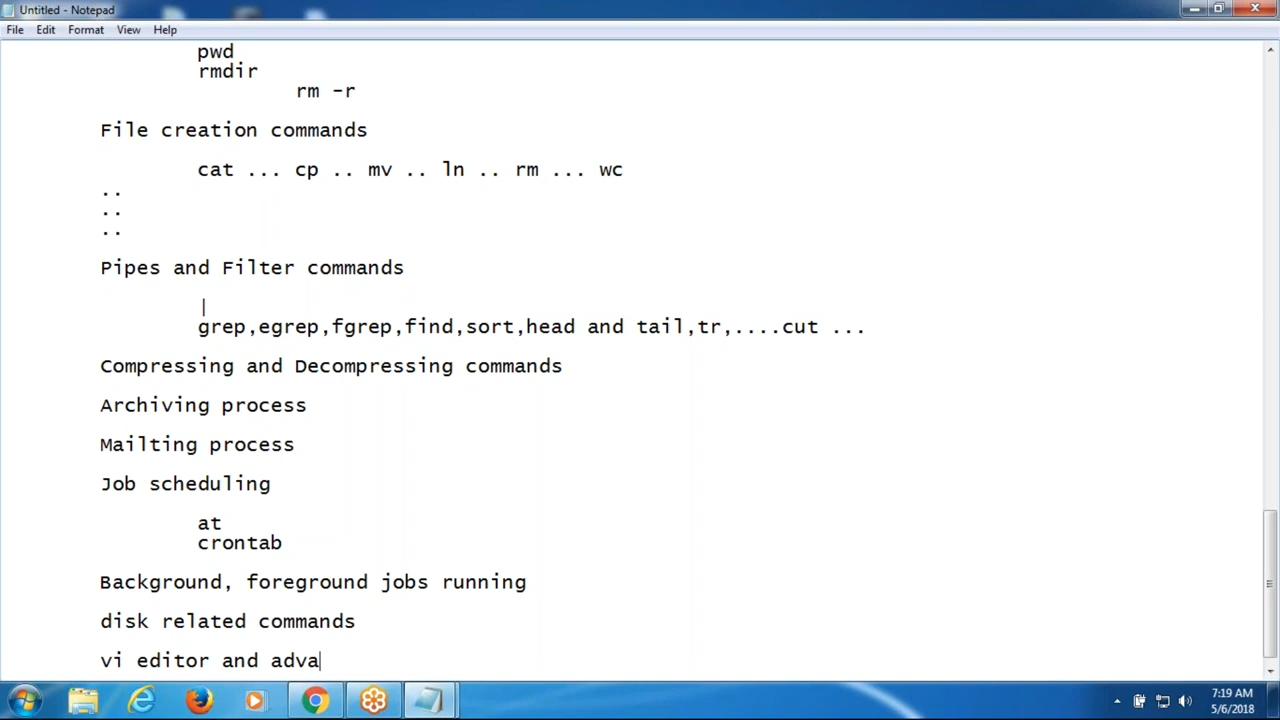 Untitled - Notepad
File Edit Format View Help
pwd
rmdir
rm -r
File creation commands
cat ... cp .. mv .. ln .. rm ... wc
..
..
..
Pipes and Filter commands
|
grep,egrep,fgrep,find,sort,head and tail,tr,....cut ...
Compressing and Decompressing commands
Archiving process
Mailting process
Job scheduling
at
crontab
Background, foreground jobs running
disk related commands
vi editor and adva
7:19 AM
5/6/2018